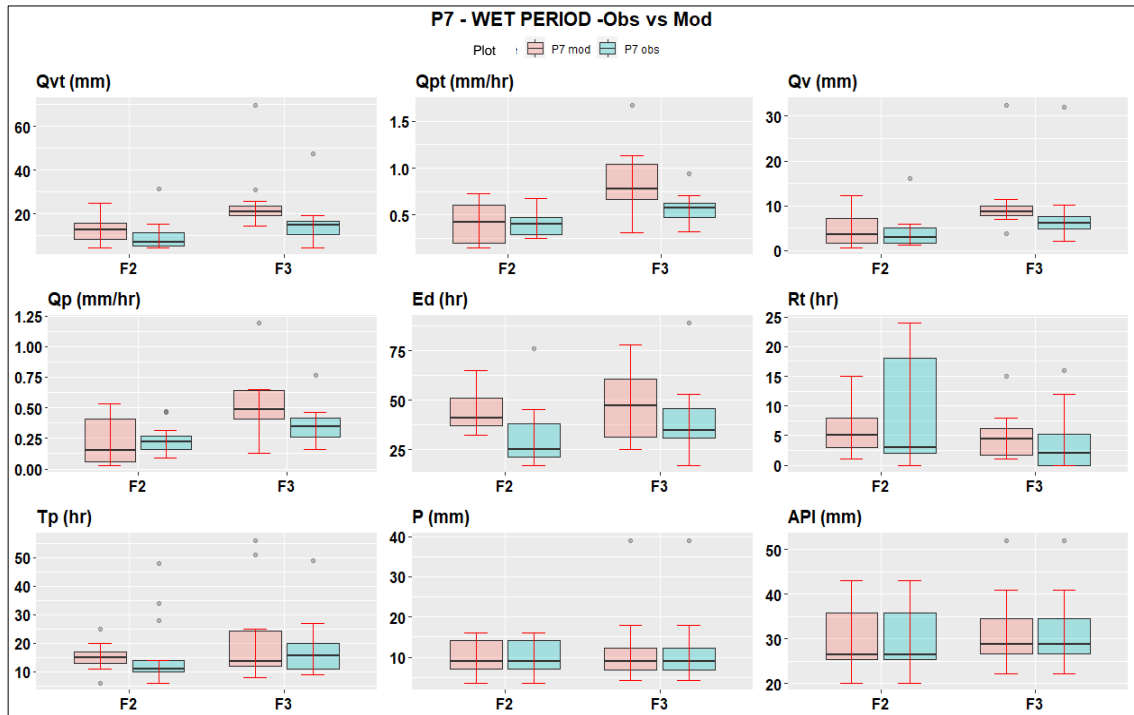 P7 - WET PERIOD -Obs vs Mod
Plot : P7 mod P7 obs
Qvt (mm) Qpt (mm/hr) Qv (mm)
60
40
20
F2 F3
1.5
1.0
0.5
F2 F3
30
20
10
0
F2 F3
Qp (mm/hr) Ed (hr) Rt (hr)
1.25
1.00
0.75
0.50
0.25
0.00
F2 F3
75
50
25
F2 F3
25
20
15
10
5
0
F2 F3
Tp (hr) P (mm) API (mm)
50
40
30
20
10
F2 F3
40
30
20
10
F2 F3
50
40
30
20
F2 F3